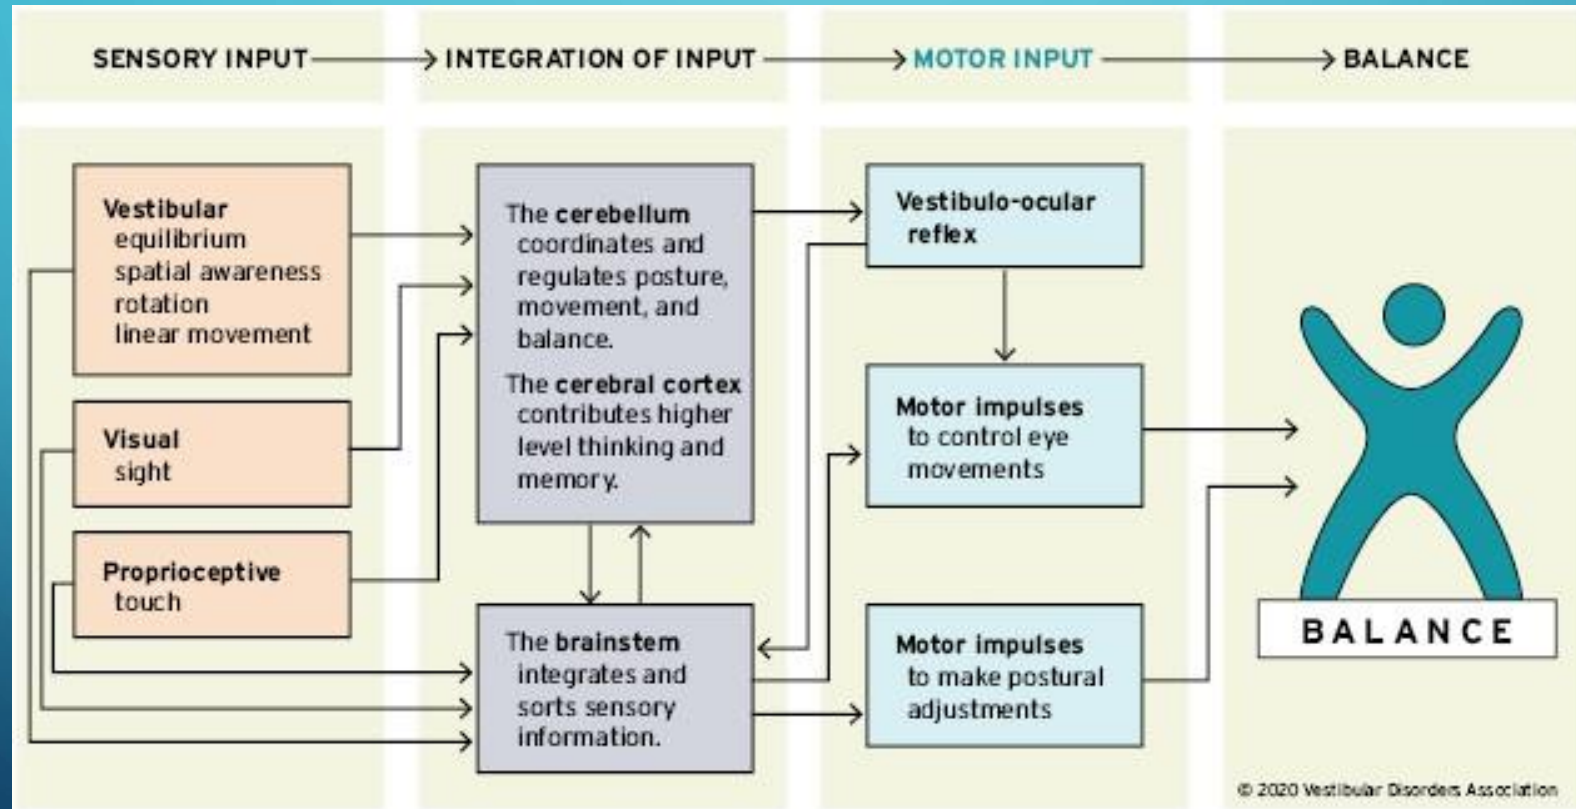 SENSORY INPUT
INTEGRATION OF INPUT
MOTOR INPUT
BALANCE
Vestibular
equilibrium
spatial awareness
rotation
linear movement
Visual
sight
Proprioceptive
touch
The cerebellum
coordinates and
regulates posture,
movement, and
balance.
The cerebral cortex
contributes higher
level thinking and
memory.
The brainstem
integrates and
sorts sensory
information.
Vestibulo-ocular
reflex
Motor impulses
to control eye
movements
Motor impulses
to make postural
adjustments
BALANCE
© 2020 Vestibular Disorders Association